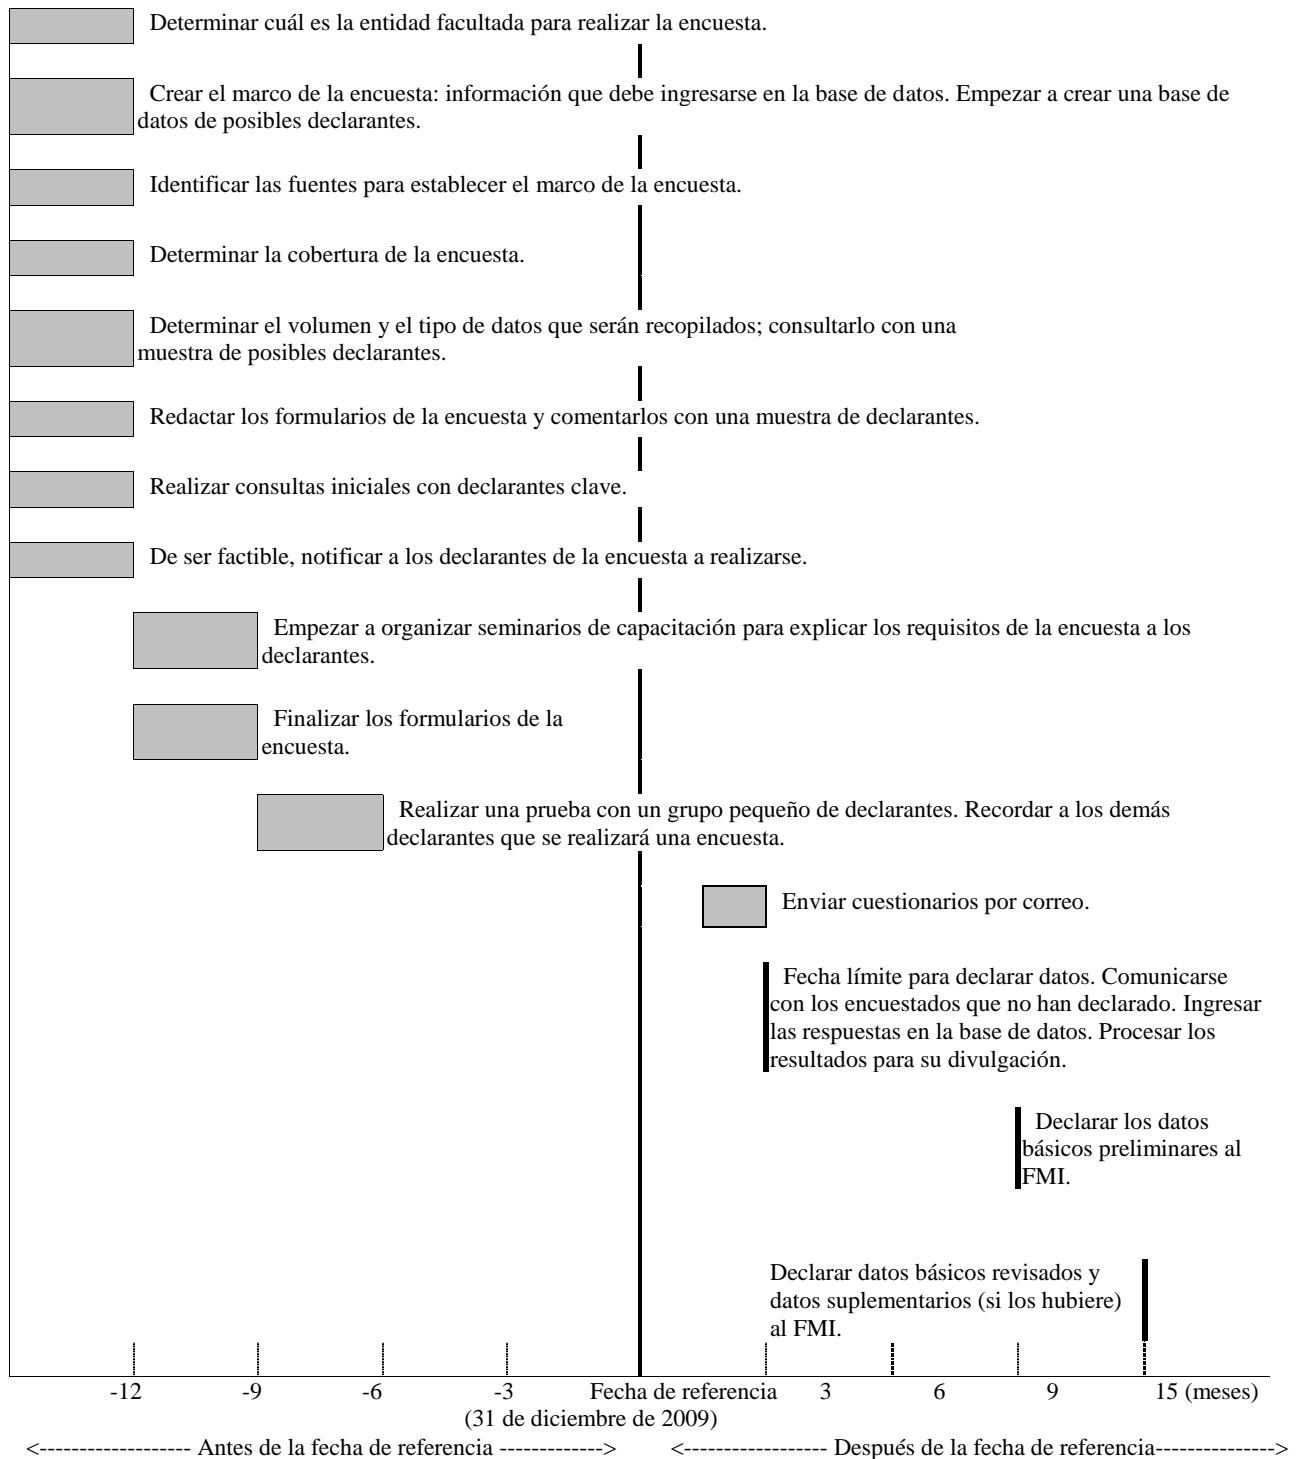 Determinar cuál es la entidad facultada para realizar la encuesta.
Crear el marco de la encuesta: información que debe ingresarse en la base de datos. Empezar a crear una base de
datos de posibles declarantes.
Identificar las fuentes para establecer el marco de la encuesta.
Determinar la cobertura de la encuesta.
Determinar el volumen y el tipo de datos que serán recopilados; consultarlo con una
muestra de posibles declarantes.
Redactar los formularios de la encuesta y comentarlos con una muestra de declarantes.
Realizar consultas iniciales con declarantes clave.
De ser factible, notificar a los declarantes de la encuesta a realizarse.
Empezar a organizar seminarios de capacitación para explicar los requisitos de la encuesta a los
declarantes.
Finalizar los formularios de la
encuesta.
Realizar una prueba con un grupo pequeño de declarantes. Recordar a los demás
declarantes que se realizará una encuesta.
Enviar cuestionarios por correo.
Fecha límite para declarar datos. Comunicarse
con los encuestados que no han declarado. Ingresar
las respuestas en la base de datos. Procesar los
resultados para su divulgación.
Declarar los datos
básicos preliminares al
FMI.
Declarar datos básicos revisados y
datos suplementarios (si los hubiere)
al FMI.
-12 -9 -6 -3 Fecha de referencia 3 6 9 15 (meses)
(31 de diciembre de 2009)
<------------------- Antes de la fecha de referencia -------------> <------------------ Después de la fecha de referencia--------------->